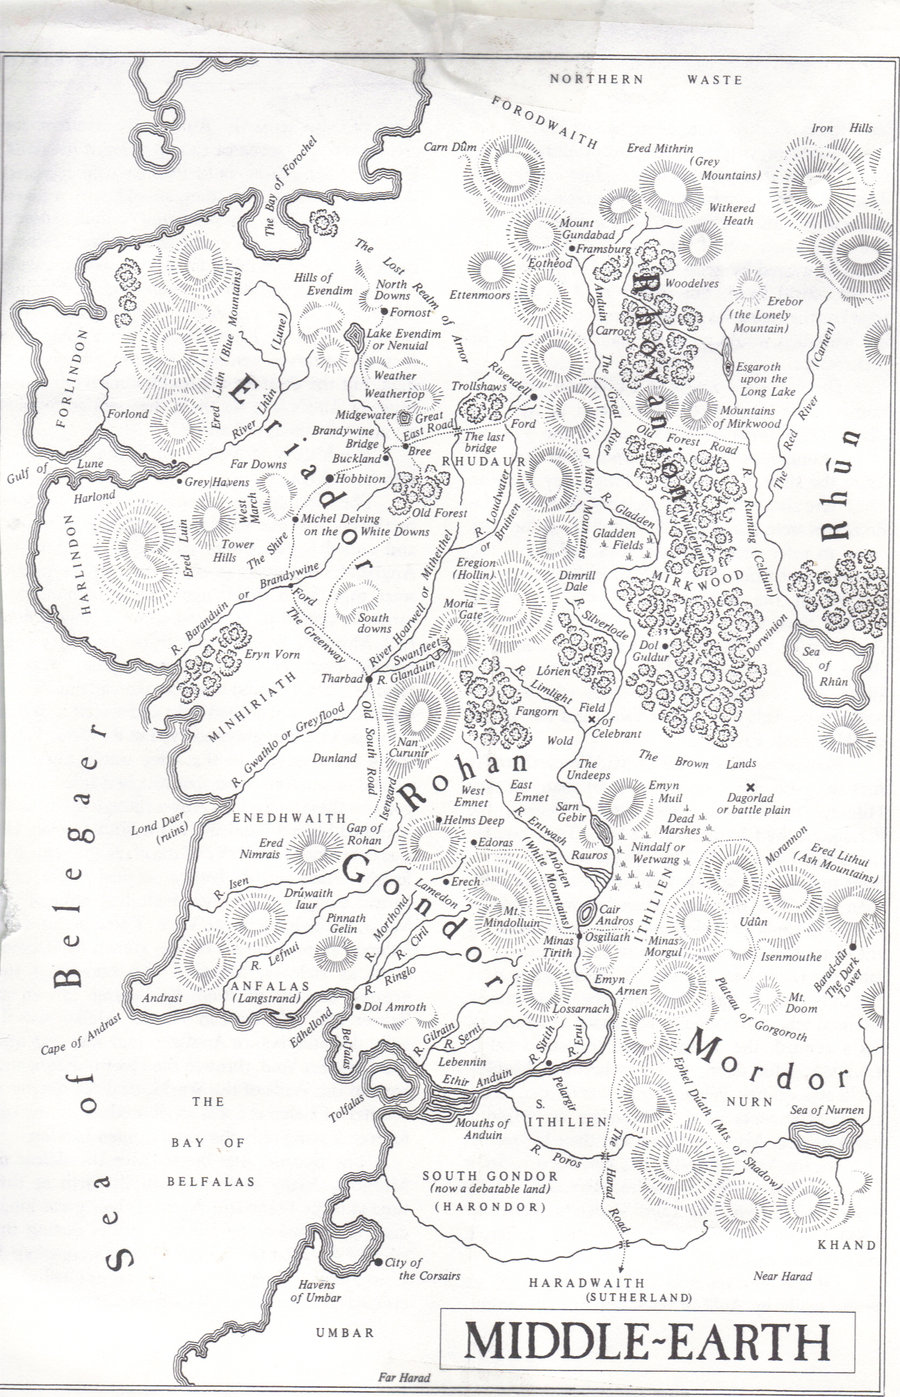 NORTHERN WASTE
FORODWAITH
Carn Dûm
Ered Mithrin
(Grey
Mountains)
Iron Hills
Withered
Heath
The Bay of Forochel
Mount
Gundabad
Framsburg
Eothéod
Ettenmoors
The Lost Realm of Arnor
Hills of
Evendim
North
Downs
Fornost
Lake Evendim
or Nenuial
Woodelves
Erebor
(the Lonely
Mountain)
Anduin
Carrock
The Great River
Rhovanion
Esgaroth
upon the
Long Lake
Mountains
of Mirkwood
Old Forest Road
The Red River (Carnen)
R. Running (Celduin)
Rhûn
FORLINDON
Forlond
Ered Luin (Blue Mountains)
(Lune)
River Lhûn
Eriador
Weather
Weathertop
Trollshaws
Rivendell
Midgewater
Great
East Road
Ford
The last
bridge
Brandywine
Bridge
Bree
Buckland
RHUDAUR
Gulf of Lune
Grey Havens
Far Downs
Hobbiton
Old Forest
Harlond
HARLINDON
Ered Luin
Tower
Hills
West
March
Michel Delving
on the White Downs
The Shire
R. Loudwater
or Bruinen
or Misty Mountains
R. Gladden
Gladden
Fields
R. Baranduin or Brandywine
Ford
The Greenway
South
downs
Eregion
(Hollin)
Moria
Gate
Dimrill
Dale
River Hoarwell or Mitheithel
R. Silverlode
MIRKWOOD
Dol
Guldur
Dorwinion
Sea
of
Rhûn
Eryn Vorn
MINHIRIATH
Tharbad
Swanfleet
R. Glanduin
Lórien
R. Limlight
Fangorn
Field
of
Celebrant
Wold
R. Gwathlo or Greyflood
Old South Road
Dunland
Nan
Curunír
Isengard
Rohan
The
Undeeps
The Brown Lands
Dagorlad
or battle plain
Lond Daer
(ruins)
ENEDHWAITH
Gap of
Rohan
West
Emnet
East
Emnet
Helms Deep
Edoras
R. Entwash
Sarn
Gebir
Emyn
Muil
Dead
Marshes
Rauros
Nindalf or
Wetwang
Morannon
Ered Lithui
(Ash Mountains)
Ered
Nimrais
R. Isen
Drúwaith
Iaur
Gondor
Erech
Lamedon
Anórien
(White Mountains)
Mt.
Mindolluin
Cair
Andros
ITHILIEN
Udûn
Pinnath
Gelin
R. Morthond
R. Ciril
R. Ringlo
R. Lefnui
Minas
Tirith
Osgiliath
Minas
Morgul
Isenmouthe
Barad-dûr
The Dark
Tower
Andrast
Cape of Andrast
ANFALAS
(Langstrand)
Dol Amroth
Edhellond
Belfalas
Emyn
Arnen
Lossarnach
Plateau of Gorgoroth
Mt.
Doom
Mordor
R. Gilrain
R. Serni
R. Sirith
R. Erui
Lebennin
Ethir Anduin
Pelargir
Tolfalas
Mouths of
Anduin
S.
ITHILIEN
Ephel Dúath (Mts. of Shadow)
NURN
Sea of Nurnen
Sea of Belegaer
THE
BAY OF
BELFALAS
R. Poros
The Harad Road
SOUTH GONDOR
(now a debatable land)
(HARONDOR)
KHAND
City of
the Corsairs
Havens
of Umbar
HARADWAITH
(SUTHERLAND)
Near Harad
UMBAR
Far Harad
MIDDLE-EARTH